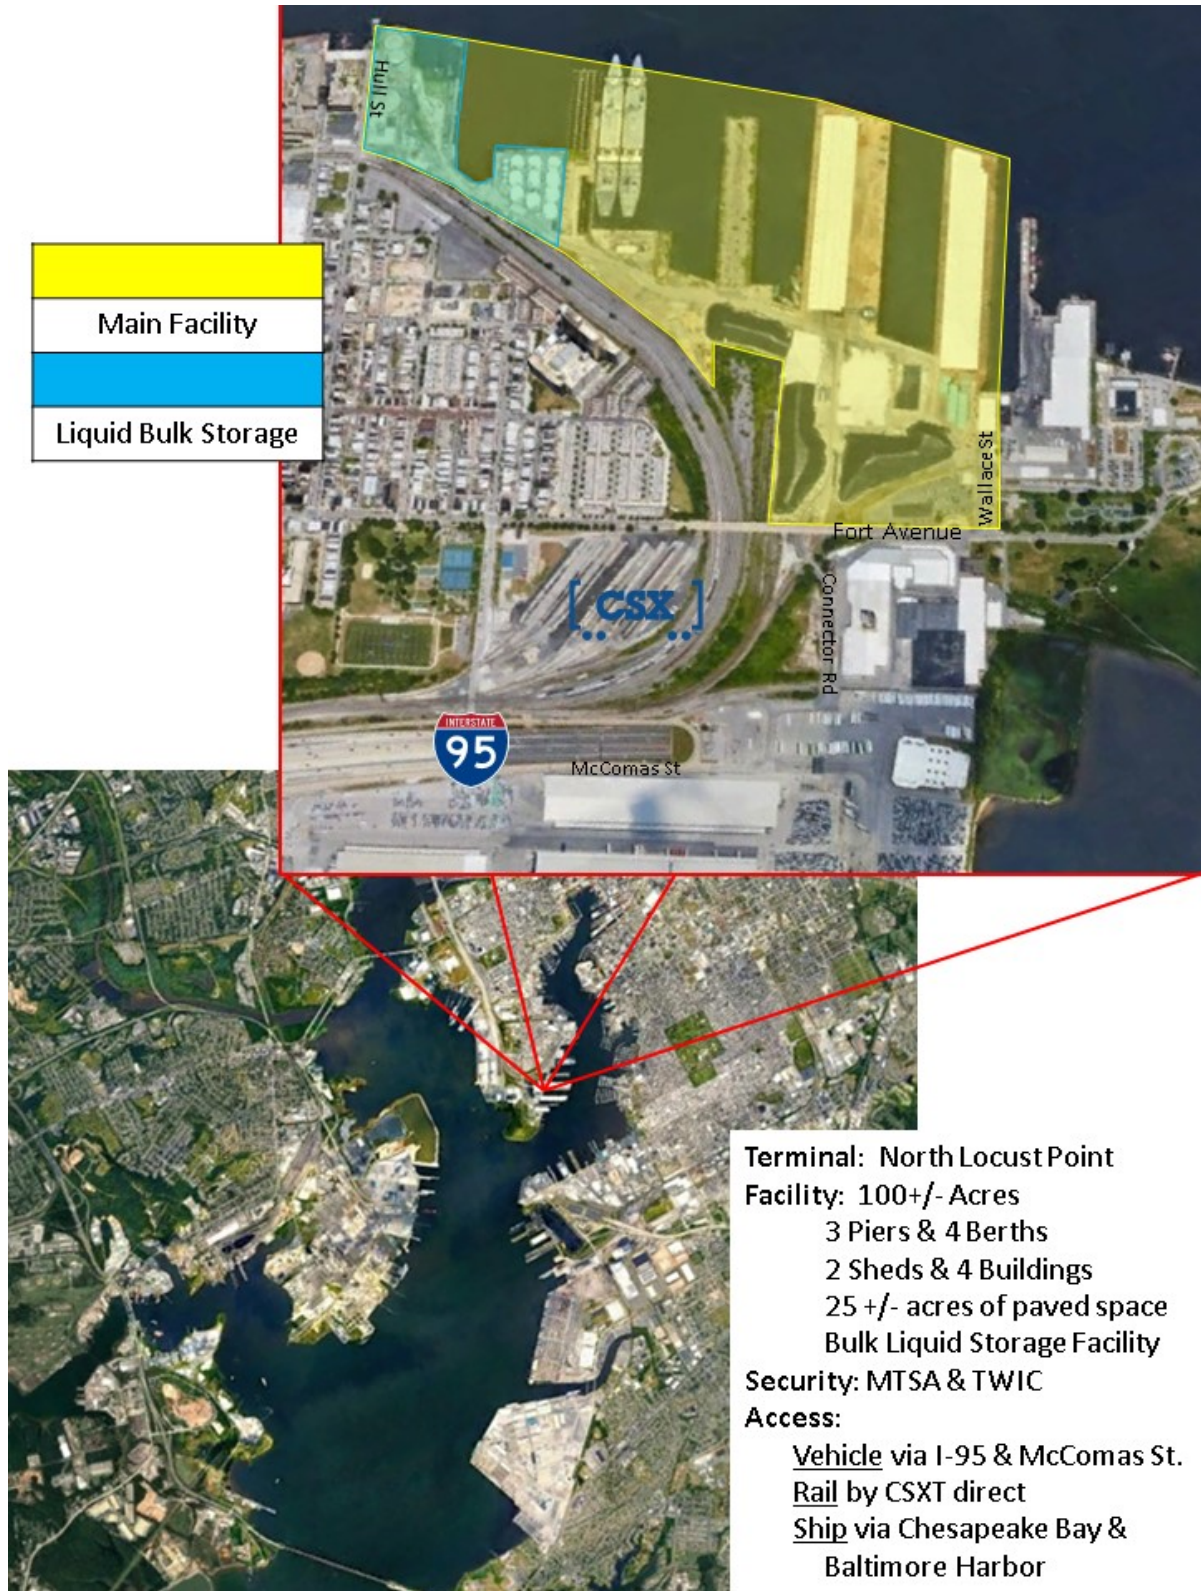 Hull St
Main Facility
Liquid Bulk Storage
Wallace St
Fort Avenue
CSX
Connector Rd
INTERSTATE
95
McComas St
Terminal: North Locust Point
Facility: 100+/- Acres
3 Piers & 4 Berths
2 Sheds & 4 Buildings
25 +/- acres of paved space
Bulk Liquid Storage Facility
Security: MTSA & TWIC
Access:
Vehicle via I-95 & McComas St.
Rail by CSXT direct
Ship via Chesapeake Bay &
Baltimore Harbor